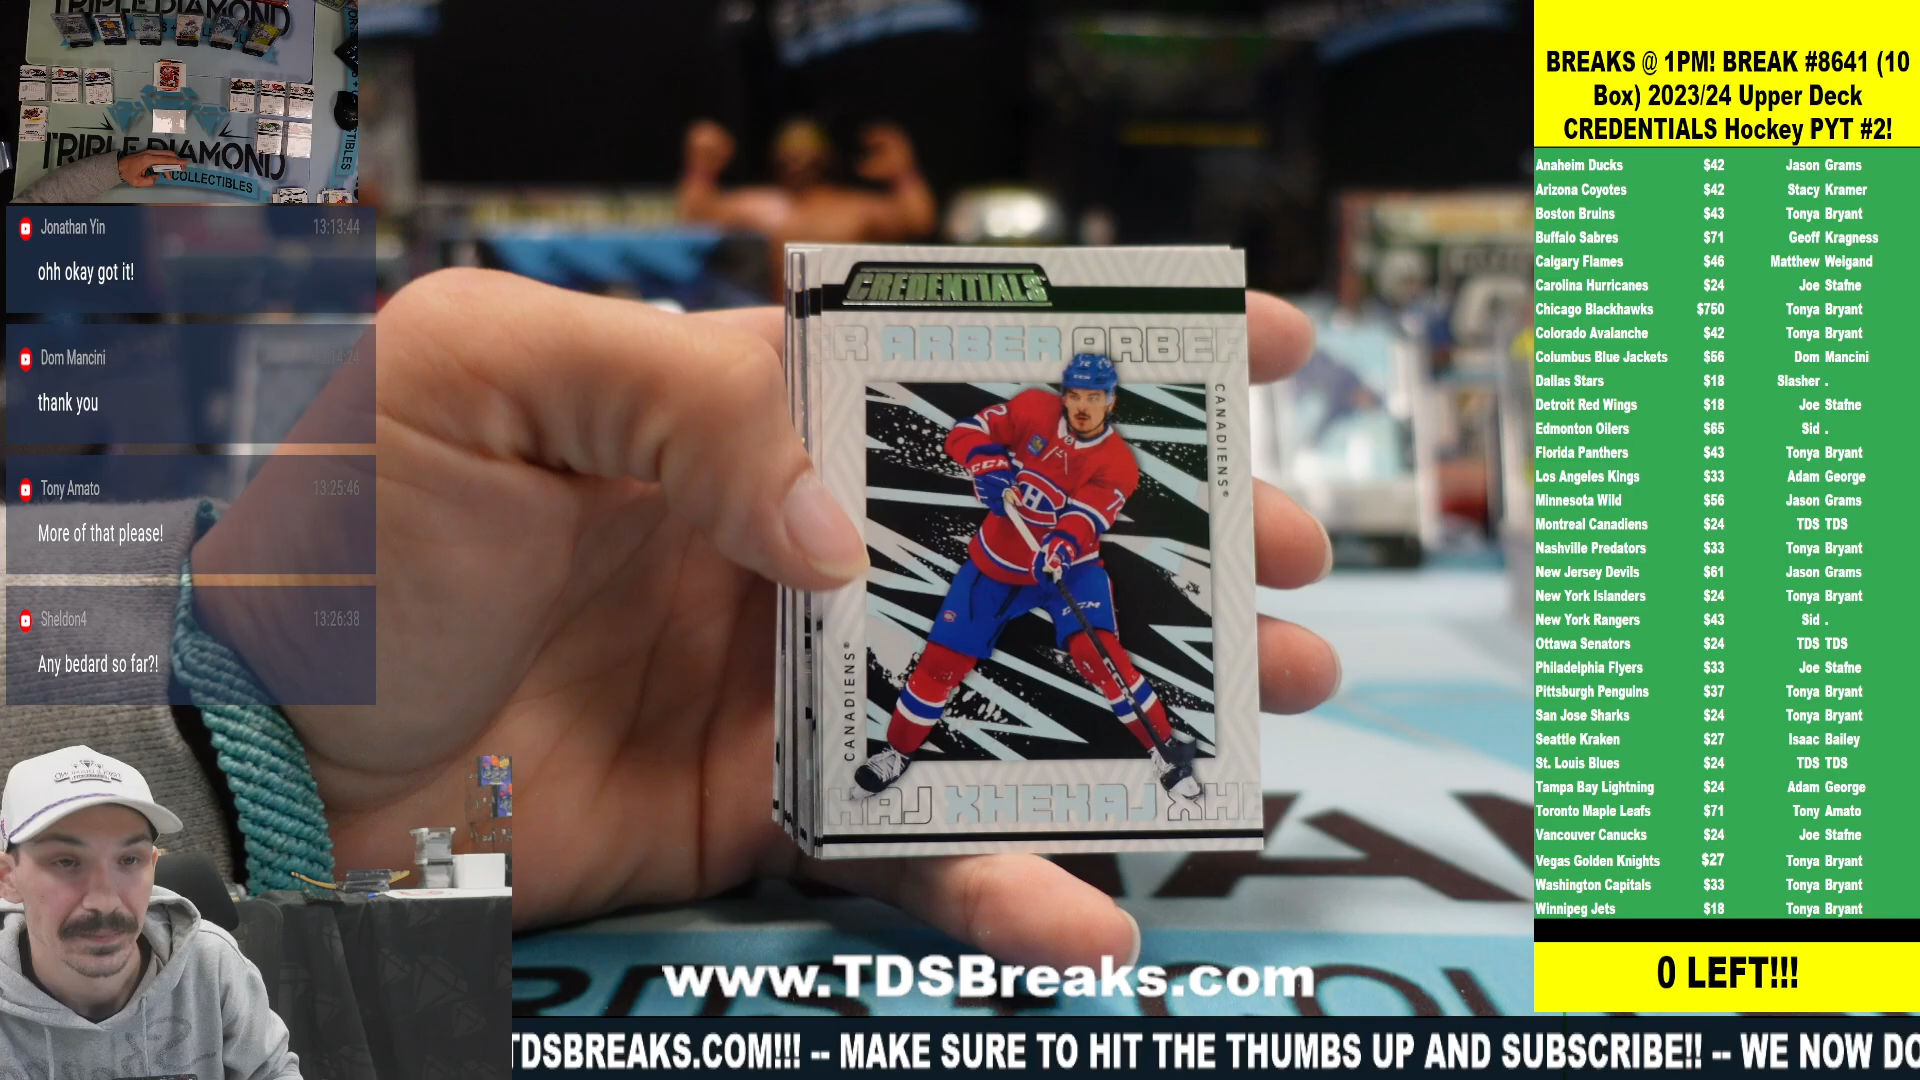 TRIPLE DIAMOND
TRIPLE DIAMOND
COLLECTIBLES
Jonathan Yin 13:13:44
ohh okay got it!
Dom Mancini
thank you
Tony Amato 13:25:46
More of that please!
Sheldon4 13:26:38
Any bedard so far?!
CREDENTIALS
ARBER ARBER
CANADIENS
72
CCM
CCM
CANADIENS
XHEKAJ
www.TDSBreaks.com
BREAKS @ 1PM! BREAK #8641 (10
Box) 2023/24 Upper Deck
CREDENTIALS Hockey PYT #2!
Anaheim Ducks $42 Jason Grams
Arizona Coyotes $42 Stacy Kramer
Boston Bruins $43 Tonya Bryant
Buffalo Sabres $71 Geoff Kragness
Calgary Flames $46 Matthew Weigand
Carolina Hurricanes $24 Joe Stafne
Chicago Blackhawks $750 Tonya Bryant
Colorado Avalanche $42 Tonya Bryant
Columbus Blue Jackets $56 Dom Mancini
Dallas Stars $18 Slasher .
Detroit Red Wings $18 Joe Stafne
Edmonton Oilers $65 Sid .
Florida Panthers $43 Tonya Bryant
Los Angeles Kings $33 Adam George
Minnesota Wild $56 Jason Grams
Montreal Canadiens $24 TDS TDS
Nashville Predators $33 Tonya Bryant
New Jersey Devils $61 Jason Grams
New York Islanders $24 Tonya Bryant
New York Rangers $43 Sid .
Ottawa Senators $24 TDS TDS
Philadelphia Flyers $33 Joe Stafne
Pittsburgh Penguins $37 Tonya Bryant
San Jose Sharks $24 Tonya Bryant
Seattle Kraken $27 Isaac Bailey
St. Louis Blues $24 TDS TDS
Tampa Bay Lightning $24 Adam George
Toronto Maple Leafs $71 Tony Amato
Vancouver Canucks $24 Joe Stafne
Vegas Golden Knights $27 Tonya Bryant
Washington Capitals $33 Tonya Bryant
Winnipeg Jets $18 Tonya Bryant
0 LEFT!!!
TDSBREAKS.COM!!! -- MAKE SURE TO HIT THE THUMBS UP AND SUBSCRIBE!! -- WE NOW DO